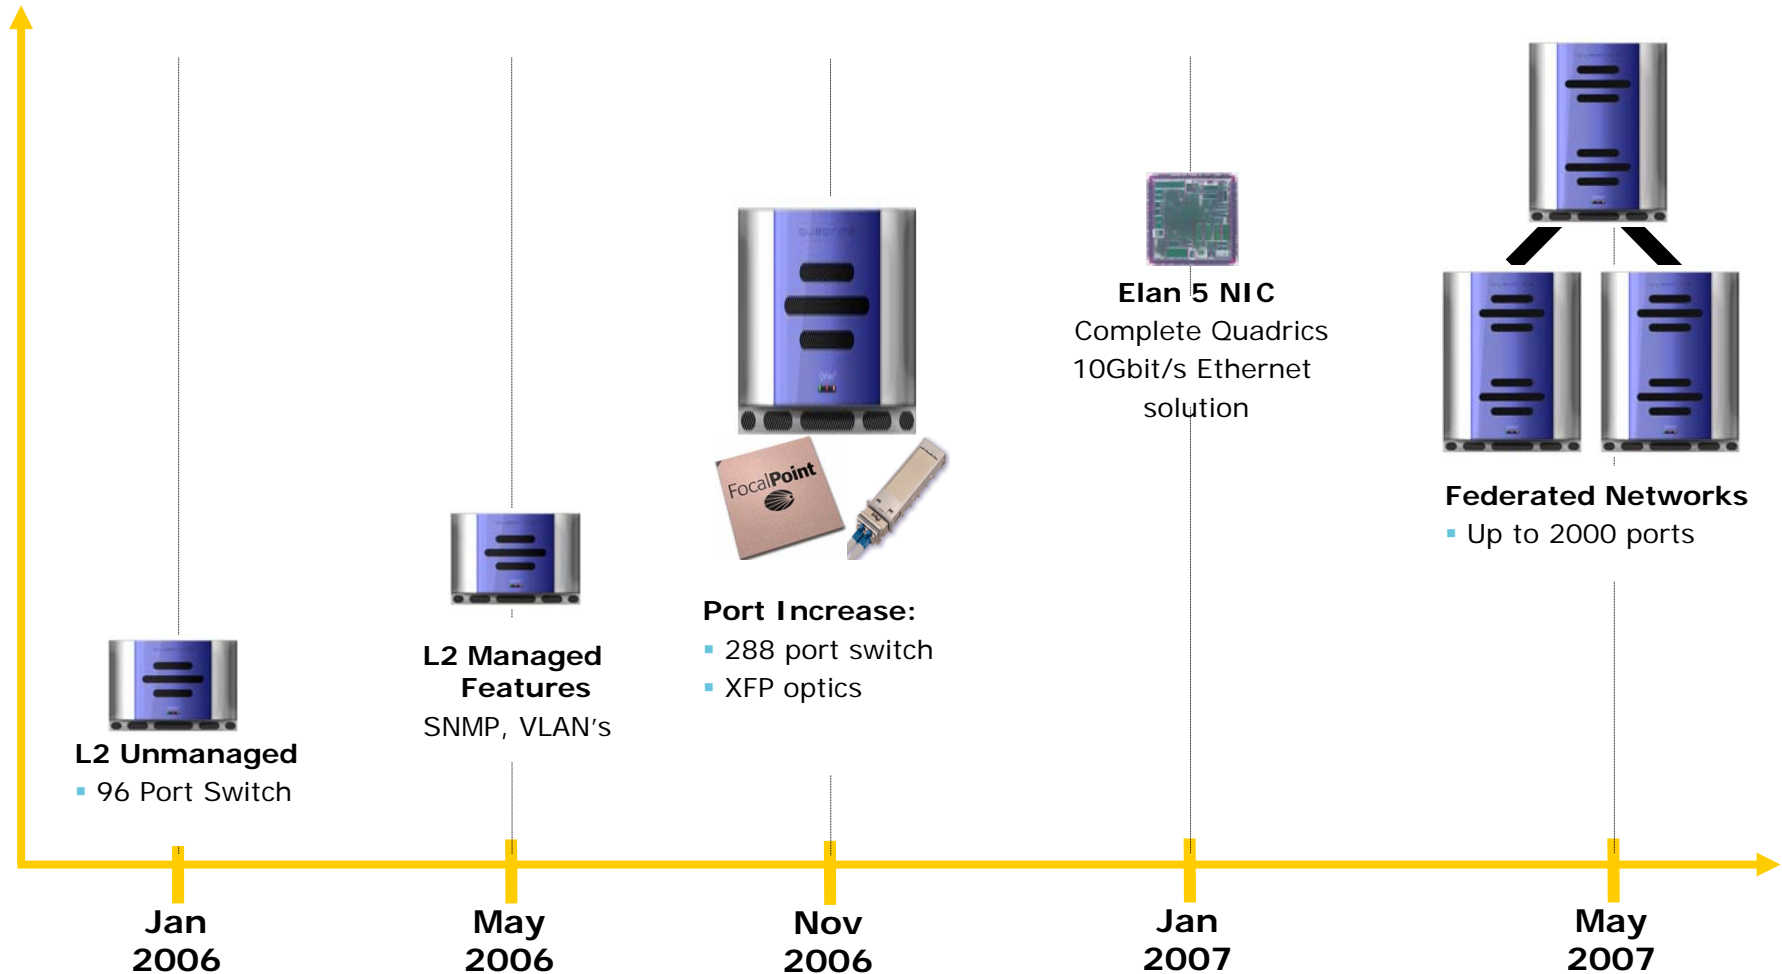 L2 Unmanaged
96 Port Switch
L2 Managed
Features
SNMP, VLAN's
FocalPoint
Port Increase:
288 port switch
XFP optics
Elan 5 NIC
Complete Quadrics
10Gbit/s Ethernet
solution
Federated Networks
Up to 2000 ports
Jan
2006
May
2006
Nov
2006
Jan
2007
May
2007